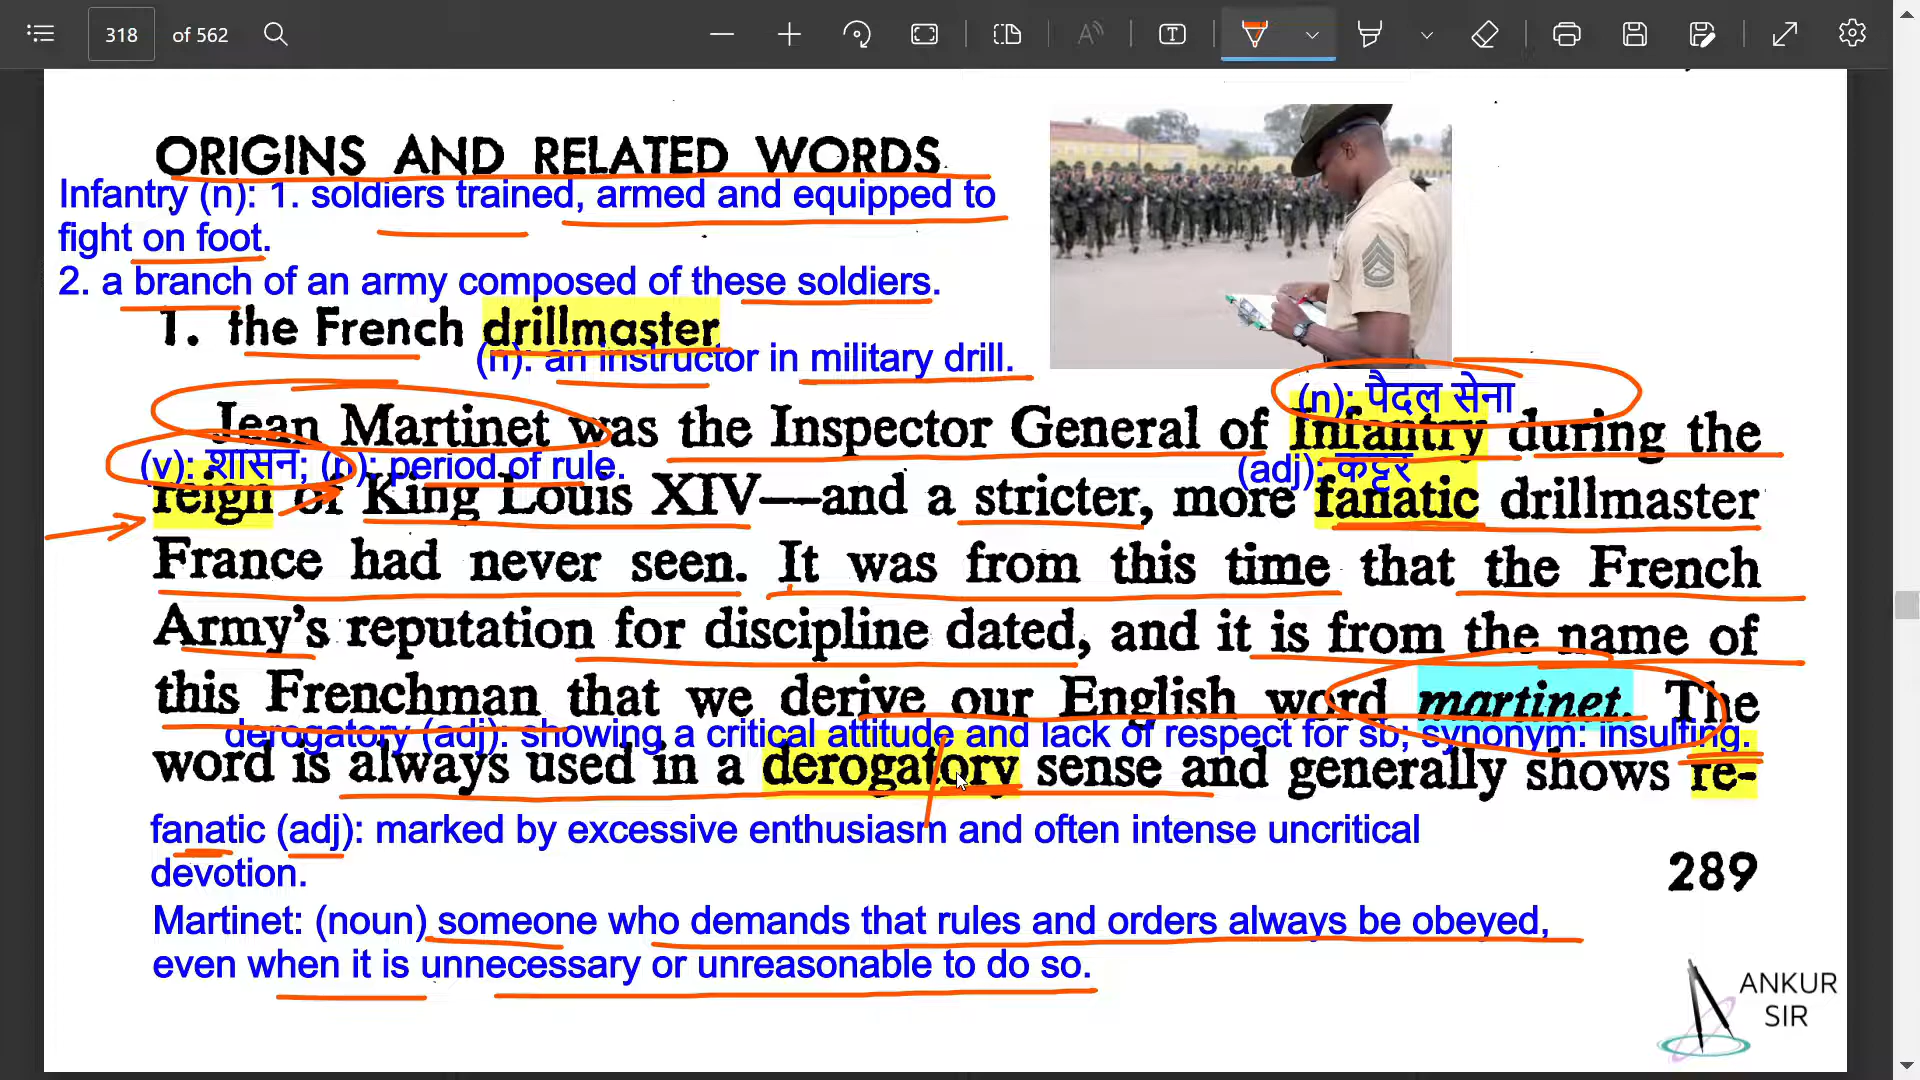 318 of 562
ORIGINS AND RELATED WORDS
Infantry (n): 1. soldiers trained, armed and equipped to
fight on foot.
2. a branch of an army composed of these soldiers.
1. the French drillmaster
(n): an instructor in military drill.
(n): पैदल सेना
Jean Martinet was the Inspector General of Infantry during the
(v): शासन; (n): period of rule.
(adj): कट्टर
reign of King Louis XIV—and a stricter, more fanatic drillmaster
France had never seen. It was from this time that the French
Army's reputation for discipline dated, and it is from the name of
this Frenchman that we derive our English word martinet. The
derogatory (adj): showing a critical attitude and lack of respect for sb; synonym: insulting.
word is always used in a derogatory sense and generally shows re-
fanatic (adj): marked by excessive enthusiasm and often intense uncritical
devotion.
289
Martinet: (noun) someone who demands that rules and orders always be obeyed,
even when it is unnecessary or unreasonable to do so.
ANKUR
SIR